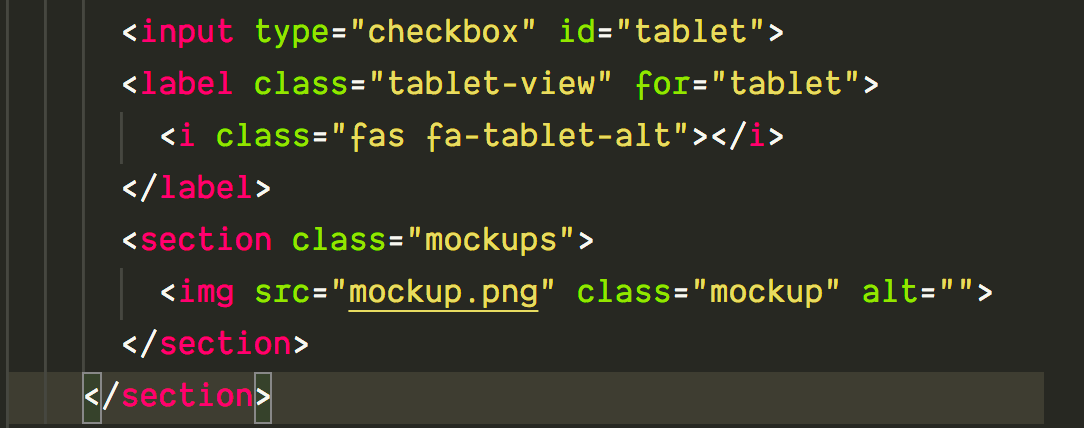 <input type="checkbox" id="tablet">
<label class="tablet-view" for="tablet">
<i class="fas fa-tablet-alt"></i>
</label>
<section class="mockups">
<img src="mockup.png" class="mockup" alt="">
</section>
</section>